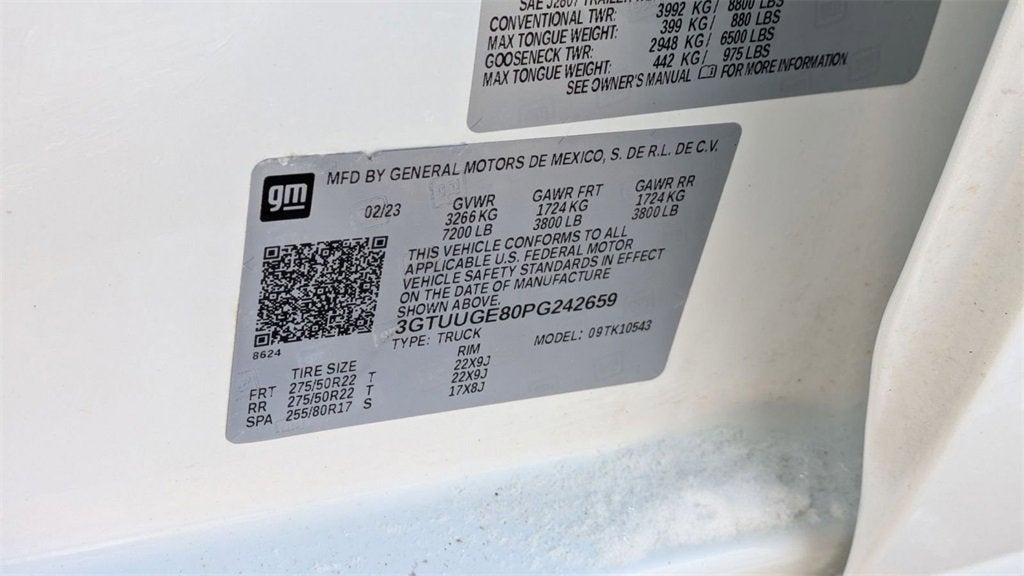 SAE J2807 TRAILER
CONVENTIONAL TWR: 3992 KG/ 8800 LBS
MAX TONGUE WEIGHT: 399 KG/ 880 LBS
GOOSENECK TWR: 2948 KG/ 6500 LBS
MAX TONGUE WEIGHT: 442 KG/ 975 LBS
SEE OWNER'S MANUAL FOR MORE INFORMATION
gm
MFD BY GENERAL MOTORS DE MEXICO, S. DE R.L. DE C.V.
02/23 GVWR GAWR FRT GAWR RR
3266 KG 1724 KG 1724 KG
7200 LB 3800 LB 3800 LB
THIS VEHICLE CONFORMS TO ALL
APPLICABLE U.S. FEDERAL MOTOR
VEHICLE SAFETY STANDARDS IN EFFECT
ON THE DATE OF MANUFACTURE
SHOWN ABOVE.
3GTUUGE80PG242659
8624
TYPE: TRUCK MODEL: 09TK10543
TIRE SIZE RIM
FRT 275/50R22 T 22X9J
RR 275/50R22 T 22X9J
SPA 255/80R17 S 17X8J